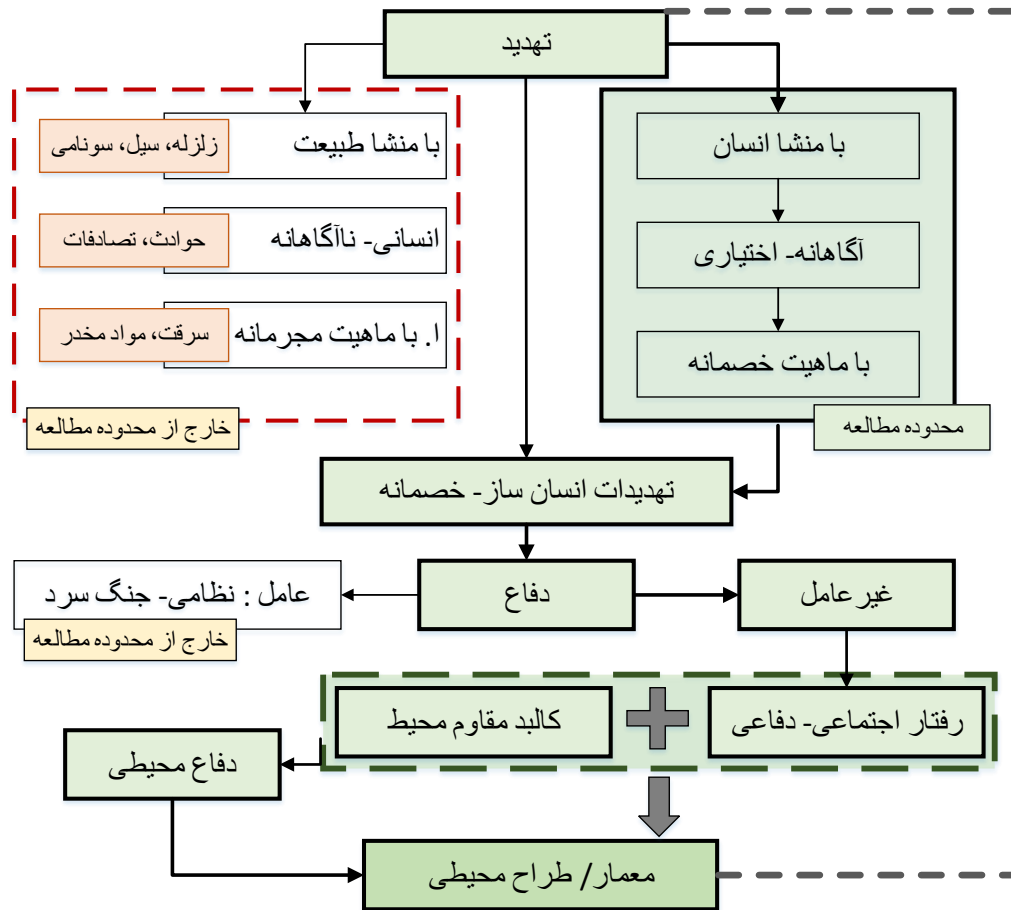 تهدید
با منشا انسان
آگاهانه- اختیاری
با ماهیت خصمانه
محدوده مطالعه
با منشا طبیعت
زلزله، سیل، سونامی
انسانی- ناآگاهانه
حوادث، تصادفات
ا. با ماهیت مجرمانه
سرقت، مواد مخدر
خارج از محدوده مطالعه
تهدیدات انسان ساز- خصمانه
غیر عامل
دفاع
عامل : نظامی- جنگ سرد
خارج از محدوده مطالعه
رفتار اجتماعی- دفاعی
کالبد مقاوم محیط
دفاع محیطی
معمار/ طراح محیطی